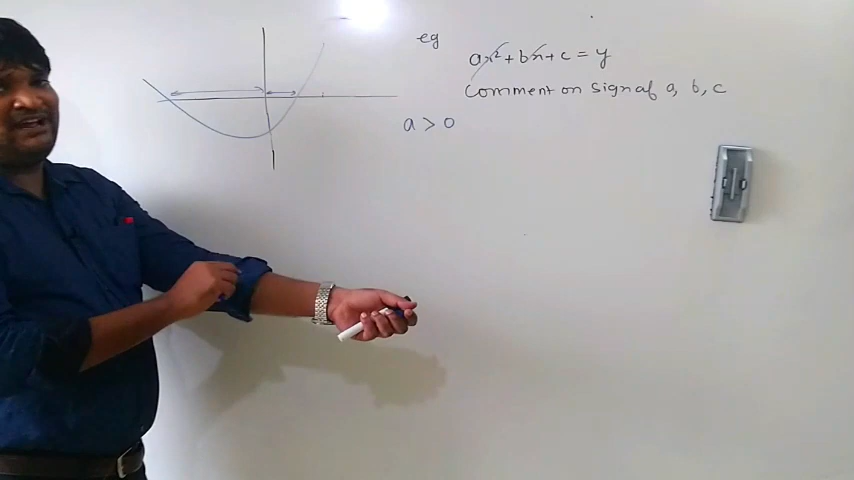 eg
ax²+bx+c=y
Comment on sign of a, b, c
a > 0